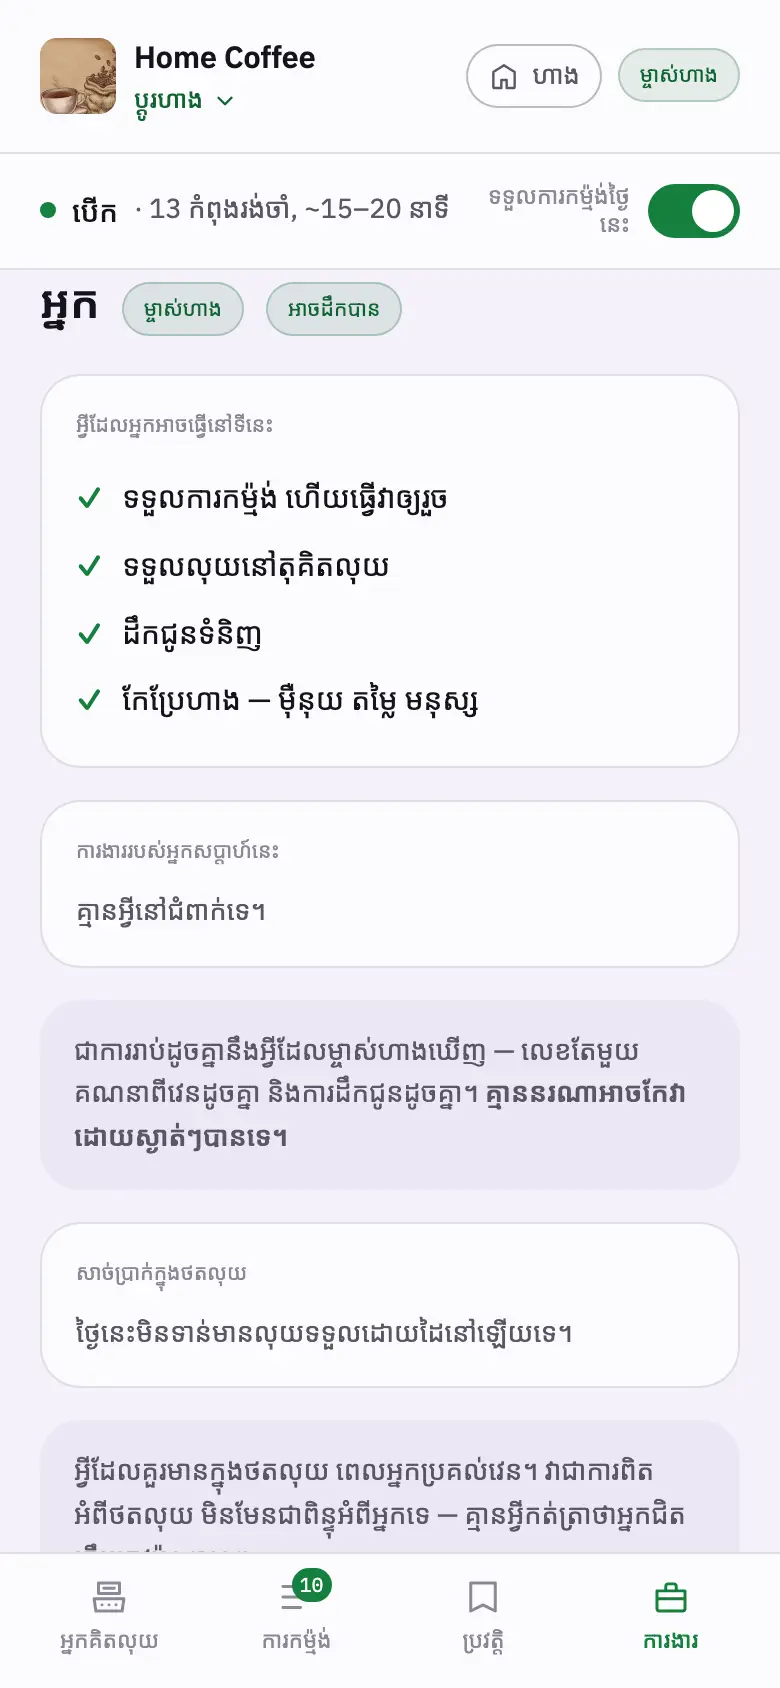 Home Coffee
ប្ដូរហាង
ហាង
ម្ចាស់ហាង
បើក · 13 កំពុងរង់ចាំ, ~15–20 នាទី
ទទួលការកម្ម៉ង់ថ្ងៃ
នេះ
អ្នក
ម្ចាស់ហាង
អាចដឹកបាន
អ្វីដែលអ្នកអាចធ្វើនៅទីនេះ
ទទួលការកម្ម៉ង់ ហើយធ្វើវាឲ្យរួច
ទទួលលុយនៅតុគិតលុយ
ដឹកជូនទំនិញ
កែប្រែហាង — ម៉ឺនុយ តម្លៃ មនុស្ស
ការងាររបស់អ្នកសប្ដាហ៍នេះ
គ្មានអ្វីនៅជំពាក់ទេ។
ជាការរាប់ដូចគ្នានឹងអ្វីដែលម្ចាស់ហាងឃើញ — លេខតែមួយ
គណនាពីវេនដូចគ្នា និងការដឹកជូនដូចគ្នា។ គ្មាននរណាអាចកែវា
ដោយស្ងាត់ៗបានទេ។
សាច់ប្រាក់ក្នុងថតលុយ
ថ្ងៃនេះមិនទាន់មានលុយទទួលដោយដៃនៅឡើយទេ។
អ្វីដែលគួរមានក្នុងថតលុយ ពេលអ្នកប្រគល់វេន។ វាជាការពិត
អំពីថតលុយ មិនមែនជាពិន្ទុអំពីអ្នកទេ — គ្មានអ្វីកត់ត្រាថាអ្នកជិត
10
អ្នកគិតលុយ
ការកម្ម៉ង់
ប្រវត្តិ
ការងារ